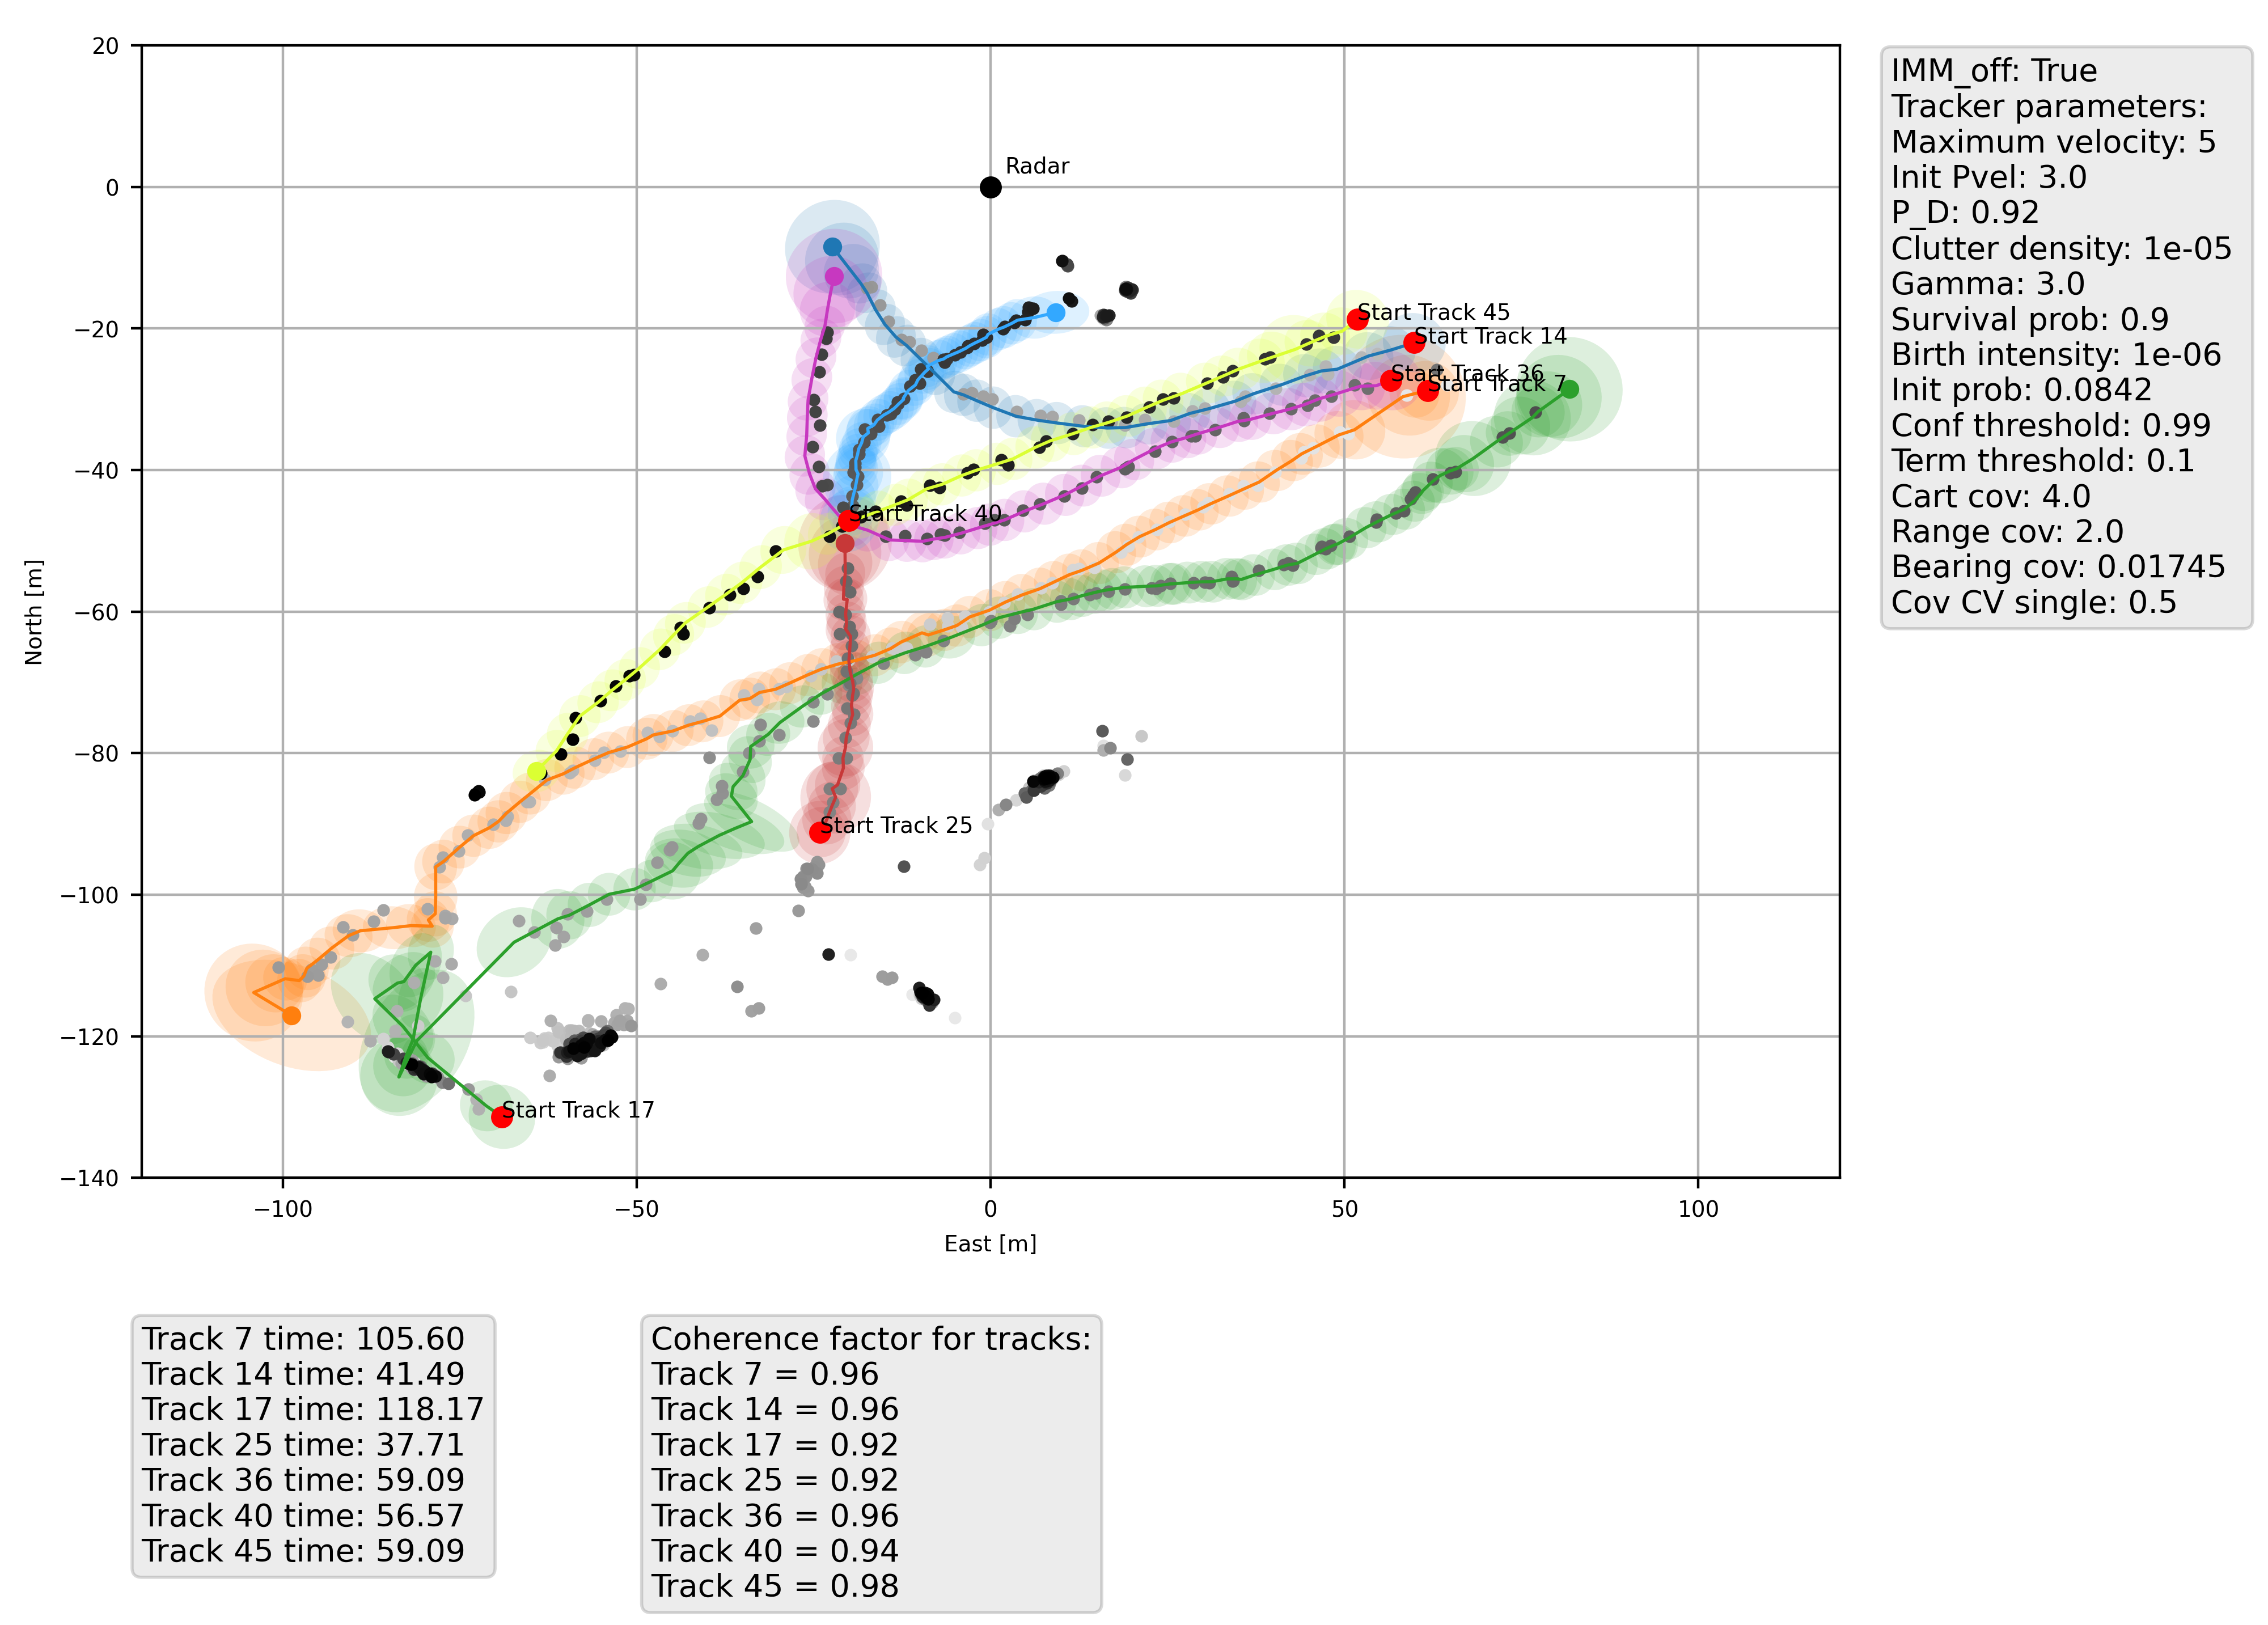 20
0
−20
−40
−60
−80
−100
−120
−140
North [m]
−100
−50
0
50
100
East [m]
Radar
Start Track 45
Start Track 14
Start Track 36
Start Track 7
Start Track 40
Start Track 25
Start Track 17
IMM_off: True
Tracker parameters:
Maximum velocity: 5
Init Pvel: 3.0
P_D: 0.92
Clutter density: 1e-05
Gamma: 3.0
Survival prob: 0.9
Birth intensity: 1e-06
Init prob: 0.0842
Conf threshold: 0.99
Term threshold: 0.1
Cart cov: 4.0
Range cov: 2.0
Bearing cov: 0.01745
Cov CV single: 0.5
Track 7 time: 105.60
Track 14 time: 41.49
Track 17 time: 118.17
Track 25 time: 37.71
Track 36 time: 59.09
Track 40 time: 56.57
Track 45 time: 59.09
Coherence factor for tracks:
Track 7 = 0.96
Track 14 = 0.96
Track 17 = 0.92
Track 25 = 0.92
Track 36 = 0.96
Track 40 = 0.94
Track 45 = 0.98